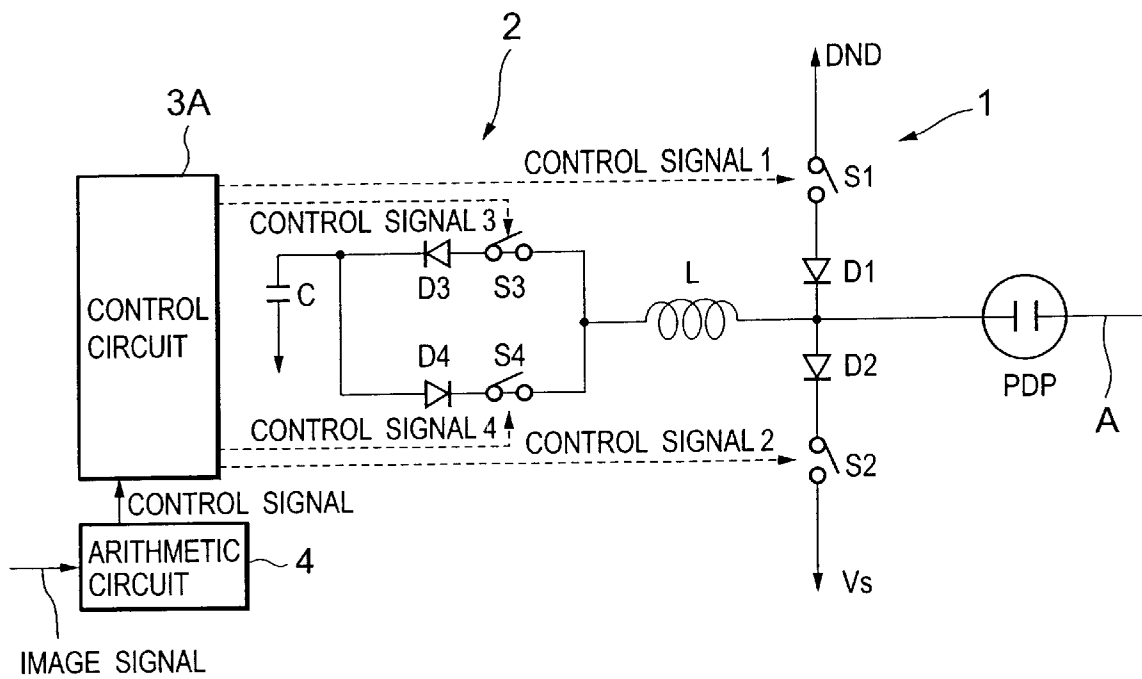 2
DND
3A
1
CONTROL SIGNAL 1
S1
CONTROL SIGNAL 3
C
D3
S3
L
D1
CONTROL
CIRCUIT
D4
S4
D2
PDP
A
CONTROL SIGNAL 4
CONTROL SIGNAL 2
S2
CONTROL SIGNAL
ARITHMETIC
CIRCUIT
4
Vs
IMAGE SIGNAL